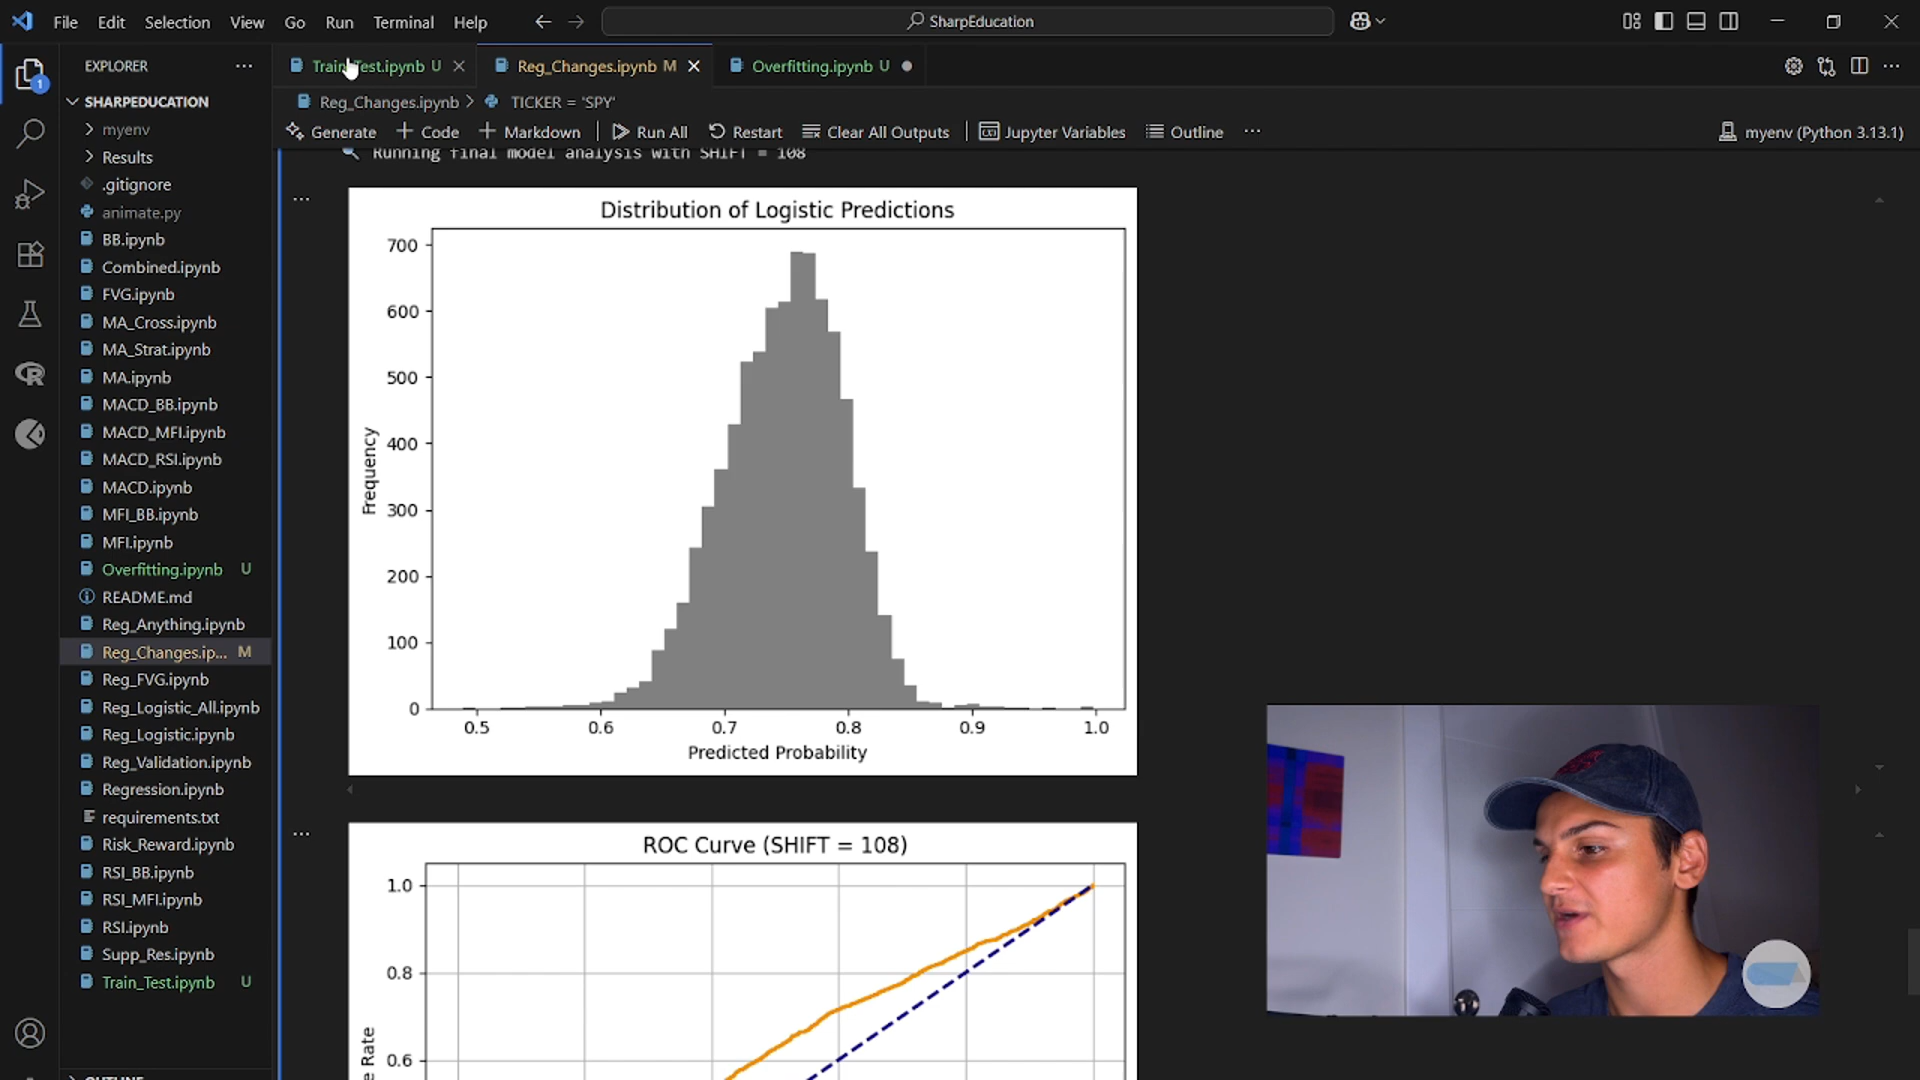 File Edit Selection View Go Run Terminal Help
SharpEducation
EXPLORER
1
SHARPEDUCATION
myenv
Results
.gitignore
animate.py
BB.ipynb
Combined.ipynb
FVG.ipynb
MA_Cross.ipynb
MA_Strat.ipynb
MA.ipynb
MACD_BB.ipynb
MACD_MFI.ipynb
MACD_RSI.ipynb
MACD.ipynb
MFI_BB.ipynb
MFI.ipynb
Overfitting.ipynb U
README.md
Reg_Anything.ipynb
Reg_Changes.ip... M
Reg_FVG.ipynb
Reg_Logistic_All.ipynb
Reg_Logistic.ipynb
Reg_Validation.ipynb
Regression.ipynb
requirements.txt
Risk_Reward.ipynb
RSI_BB.ipynb
RSI_MFI.ipynb
RSI.ipynb
Supp_Res.ipynb
Train_Test.ipynb U
Train_Test.ipynb U
Reg_Changes.ipynb M
Overfitting.ipynb U
Reg_Changes.ipynb > TICKER = 'SPY'
Generate + Code + Markdown Run All Restart Clear All Outputs Jupyter Variables Outline ...
myenv (Python 3.13.1)
Running final model analysis with SHIFT = 108
Distribution of Logistic Predictions
700
600
500
400
300
200
100
0
Frequency
0.5 0.6 0.7 0.8 0.9 1.0
Predicted Probability
ROC Curve (SHIFT = 108)
1.0
0.8
0.6
e Rate